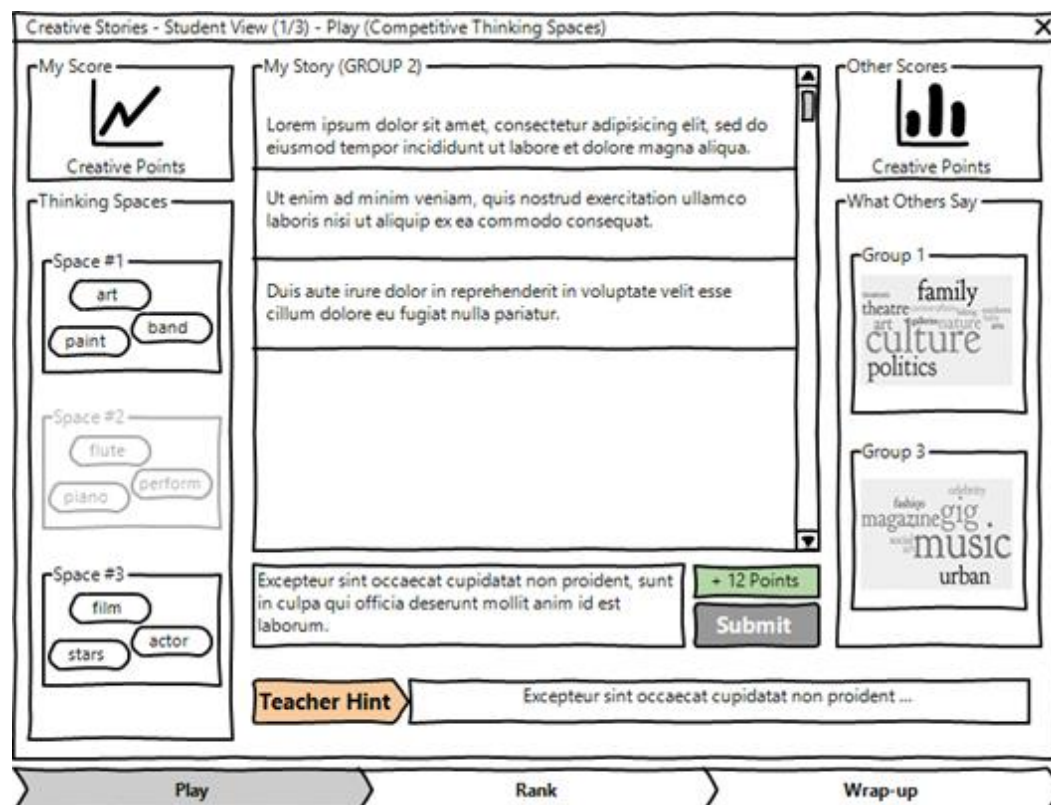 Creative Stories - Student View (1/3) - Play (Competitive Thinking Spaces)
My Score
Creative Points
Thinking Spaces
Space #1
art
band
paint
Space #2
flute
perform
piano
Space #3
film
actor
stars
My Story (GROUP 2)
Lorem ipsum dolor sit amet, consectetur adipisicing elit, sed do
eiusmod tempor incididunt ut labore et dolore magna aliqua.
Ut enim ad minim veniam, quis nostrud exercitation ullamco
laboris nisi ut aliquip ex ea commodo consequat.
Duis aute irure dolor in reprehenderit in voluptate velit esse
cillum dolore eu fugiat nulla pariatur.
Excepteur sint occaecat cupidatat non proident, sunt
in culpa qui officia deserunt mollit anim id est
laborum.
+ 12 Points
Submit
Teacher Hint
Excepteur sint occaecat cupidatat non proident ...
Other Scores
Creative Points
What Others Say
Group 1
family
theatre
art
nature
culture
politics
Group 3
celebrity
fashion
magazine gig
social
music
urban
Play
Rank
Wrap-up